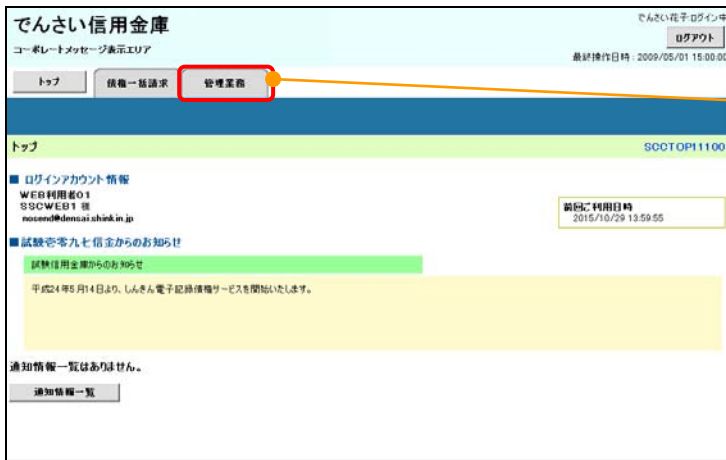 でんさい信用金庫
コーポレートメッセージ表示エリア
でんさい花子 ログイン中
ログアウト
最終操作日時：2009/05/01 15:00:00
トップ
債権一括請求
管理業務
トップ
SCCTOP11100
■ ログインアカウント情報
WEB利用者01
SSCWEB1 様
nosend@densai.shinkin.jp
前回ご利用日時
2015/10/29 13:59:55
■ 試験壱零九七信金からのお知らせ
試験信用金庫からのお知らせ
平成24年5月14日より、しんきん電子記録債権サービスを開始いたします。
通知情報一覧はありません。
通知情報一覧